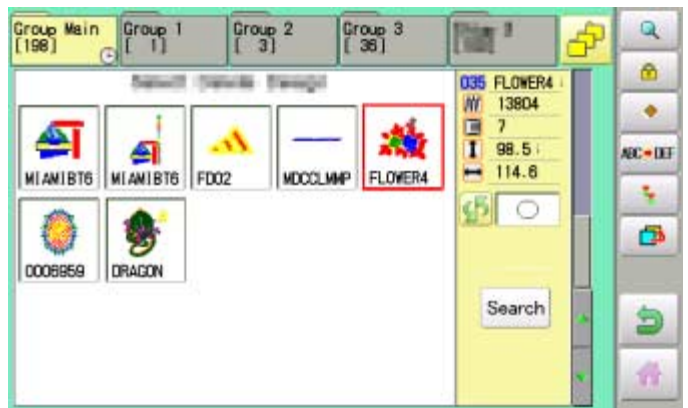 Group Main
[198]
Group 1
[ 1]
Group 2
[ 3]
Group 3
[ 36]
035 FLOWER4
13804
7
98.5
114.6
MIAMIBT6
MIAMIBT6
FD02
MDCCLMMP
FLOWER4
0006959
DRAGON
Search
ABC DEF